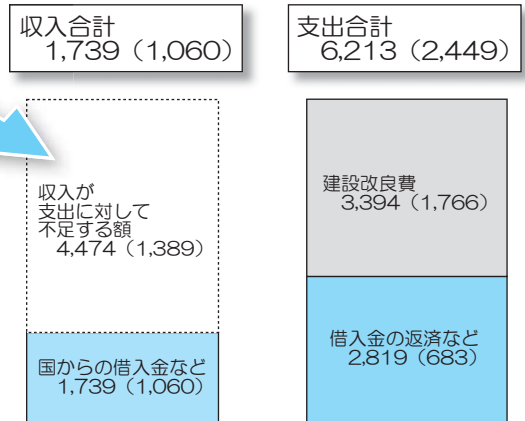 収入合計
1,739（1,060）
支出合計
6,213（2,449）
収入が
支出に対して
不足する額
4,474（1,389）
国からの借入金など
1,739（1,060）
建設改良費
3,394（1,766）
借入金の返済など
2,819（683）